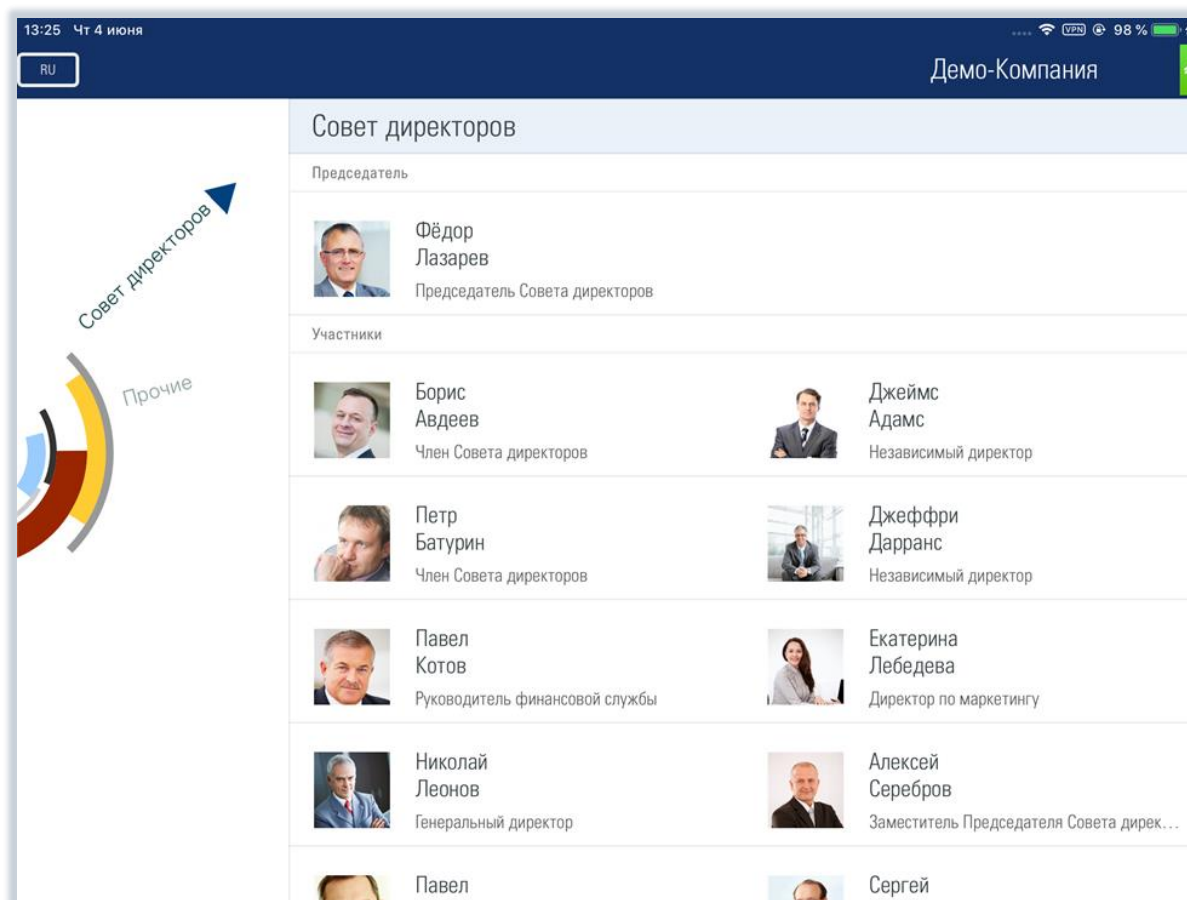 13:25 Чт 4 июня
VPN 98 %
RU
Демо-Компания
Совет директоров
Председатель
Совет директоров
Фёдор
Лазарев
Председатель Совета директоров
Участники
Прочие
Борис
Авдеев
Член Совета директоров
Джеймс
Адамс
Независимый директор
Петр
Батурин
Член Совета директоров
Джеффри
Дарранс
Независимый директор
Павел
Котов
Руководитель финансовой службы
Екатерина
Лебедева
Директор по маркетингу
Николай
Леонов
Генеральный директор
Алексей
Серебров
Заместитель Председателя Совета дирек...
Павел
Сергей